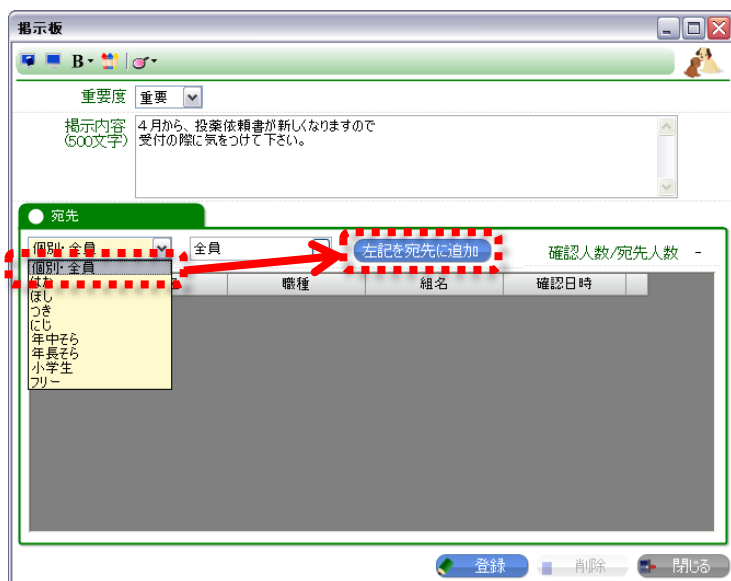 掲示板
B
重要度 重要
掲示内容 (500文字)
4月から、投薬依頼書が新しくなりますので
受付の際に気をつけて下さい。
宛先
個別・全員 全員 左記を宛先に追加 確認人数/宛先人数 -
個別・全員
職種 組名 確認日時
ほし
つき
にじ
年中そら
年長そら
小学生
フリー
登録 削除 閉じる